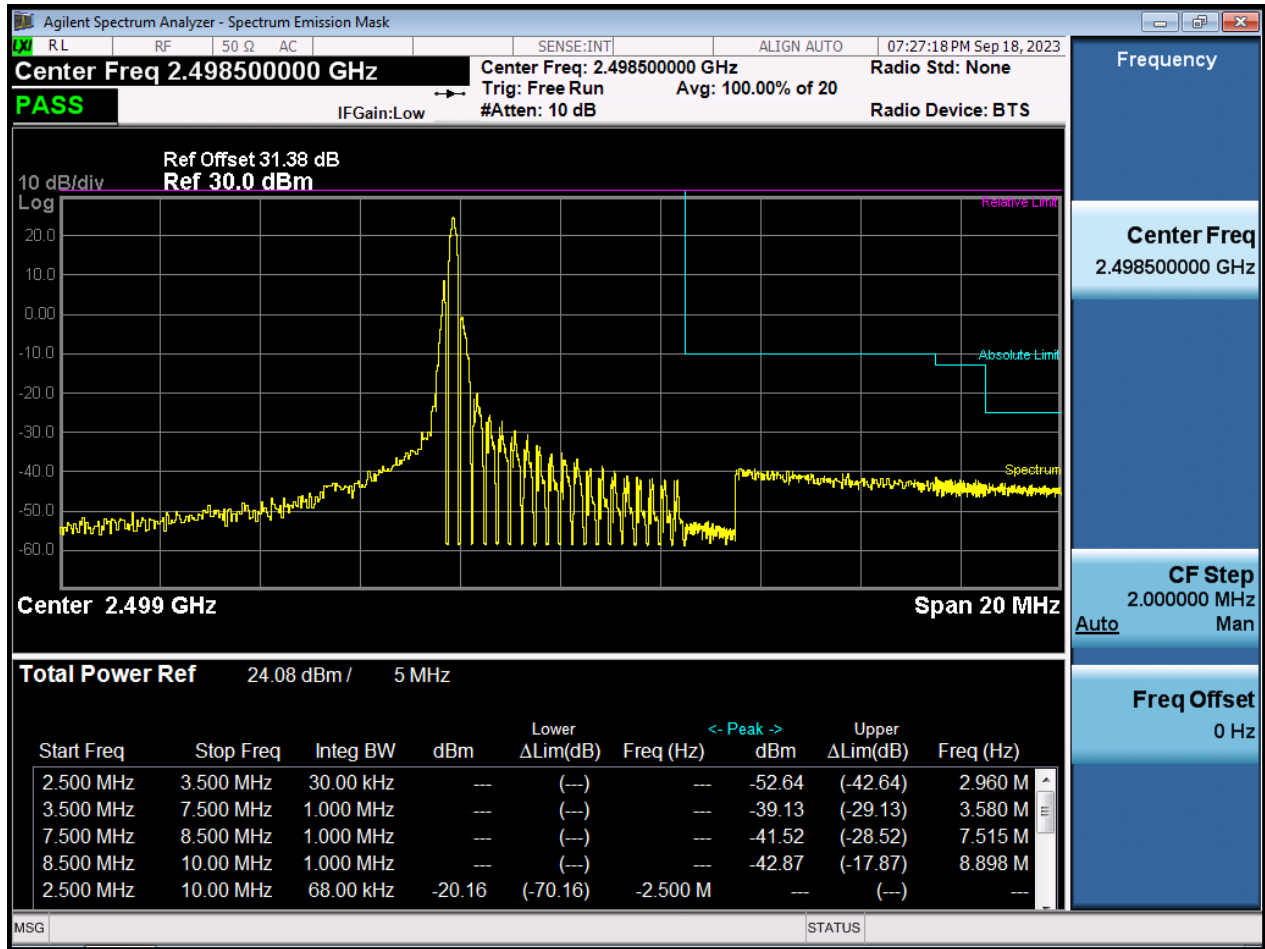 Agilent Spectrum Analyzer - Spectrum Emission Mask
LXI RL RF 50 Ω AC SENSE:INT ALIGN AUTO 07:27:18 PM Sep 18, 2023
Center Freq 2.498500000 GHz
PASS
IFGain:Low
Center Freq: 2.498500000 GHz
Trig: Free Run Avg: 100.00% of 20
#Atten: 10 dB
Radio Std: None
Radio Device: BTS
Ref Offset 31.38 dB
10 dB/div Ref 30.0 dBm
Log
Relative Limit
20.0
10.0
0.00
-10.0
Absolute Limit
-20.0
-30.0
-40.0
Spectrum
-50.0
-60.0
Center 2.499 GHz Span 20 MHz
Total Power Ref 24.08 dBm / 5 MHz
Lower <- Peak -> Upper
Start Freq Stop Freq Integ BW dBm ΔLim(dB) Freq (Hz) dBm ΔLim(dB) Freq (Hz)
2.500 MHz 3.500 MHz 30.00 kHz --- (---) --- -52.64 (-42.64) 2.960 M
3.500 MHz 7.500 MHz 1.000 MHz --- (---) --- -39.13 (-29.13) 3.580 M
7.500 MHz 8.500 MHz 1.000 MHz --- (---) --- -41.52 (-28.52) 7.515 M
8.500 MHz 10.00 MHz 1.000 MHz --- (---) --- -42.87 (-17.87) 8.898 M
2.500 MHz 10.00 MHz 68.00 kHz -20.16 (-70.16) -2.500 M --- (---) ---
MSG STATUS
Frequency
Center Freq
2.498500000 GHz
CF Step
2.000000 MHz
Auto Man
Freq Offset
0 Hz